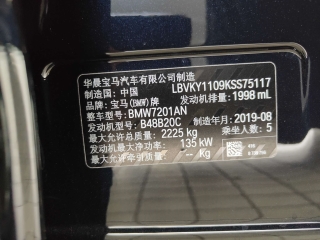 华晨宝马汽车有限公司制造
制造国：中国 LBVKY1109KSS75117
品牌：宝马(BMW)牌 发动机排量：1998 mL
整车型号：BMW7201AN
发动机型号：B48B20C 制造年月：2019-08
最大允许总质量：2225 kg 乘坐人数：5
发动机最大净功率：135 kW
最大允许牵引质量：-- Kg